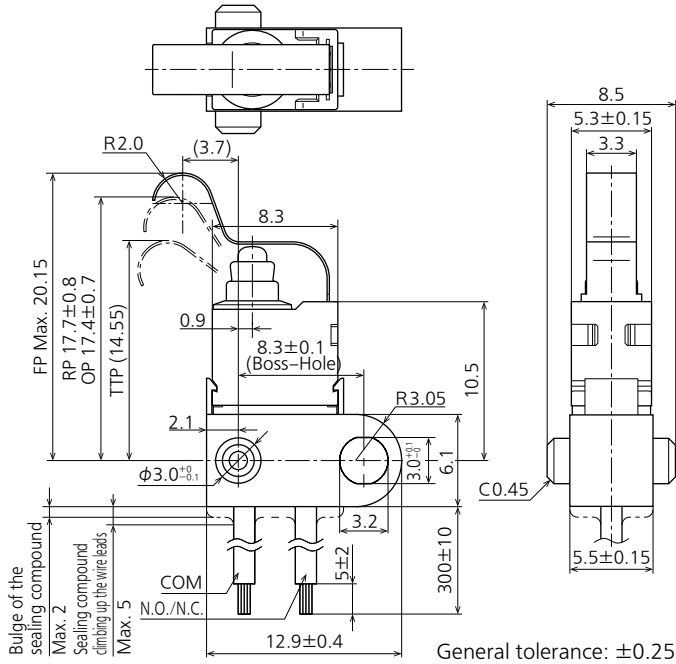 8.5
5.3±0.15
3.3
R2.0
(3.7)
8.3
FP Max. 20.15
RP 17.7±0.8
OP 17.4±0.7
TTP (14.55)
0.9
8.3±0.1
(Boss–Hole)
10.5
R3.05
2.1
ϕ3.0+0 −0.1
3.0+0.1 −0
6.1
C0.45
3.2
5.5±0.15
300±10
5±2
COM
N.O./N.C.
Bulge of the
sealing compound
Max. 2
Sealing compound
climbing up the wire leads
Max. 5
12.9±0.4
General tolerance: ±0.25